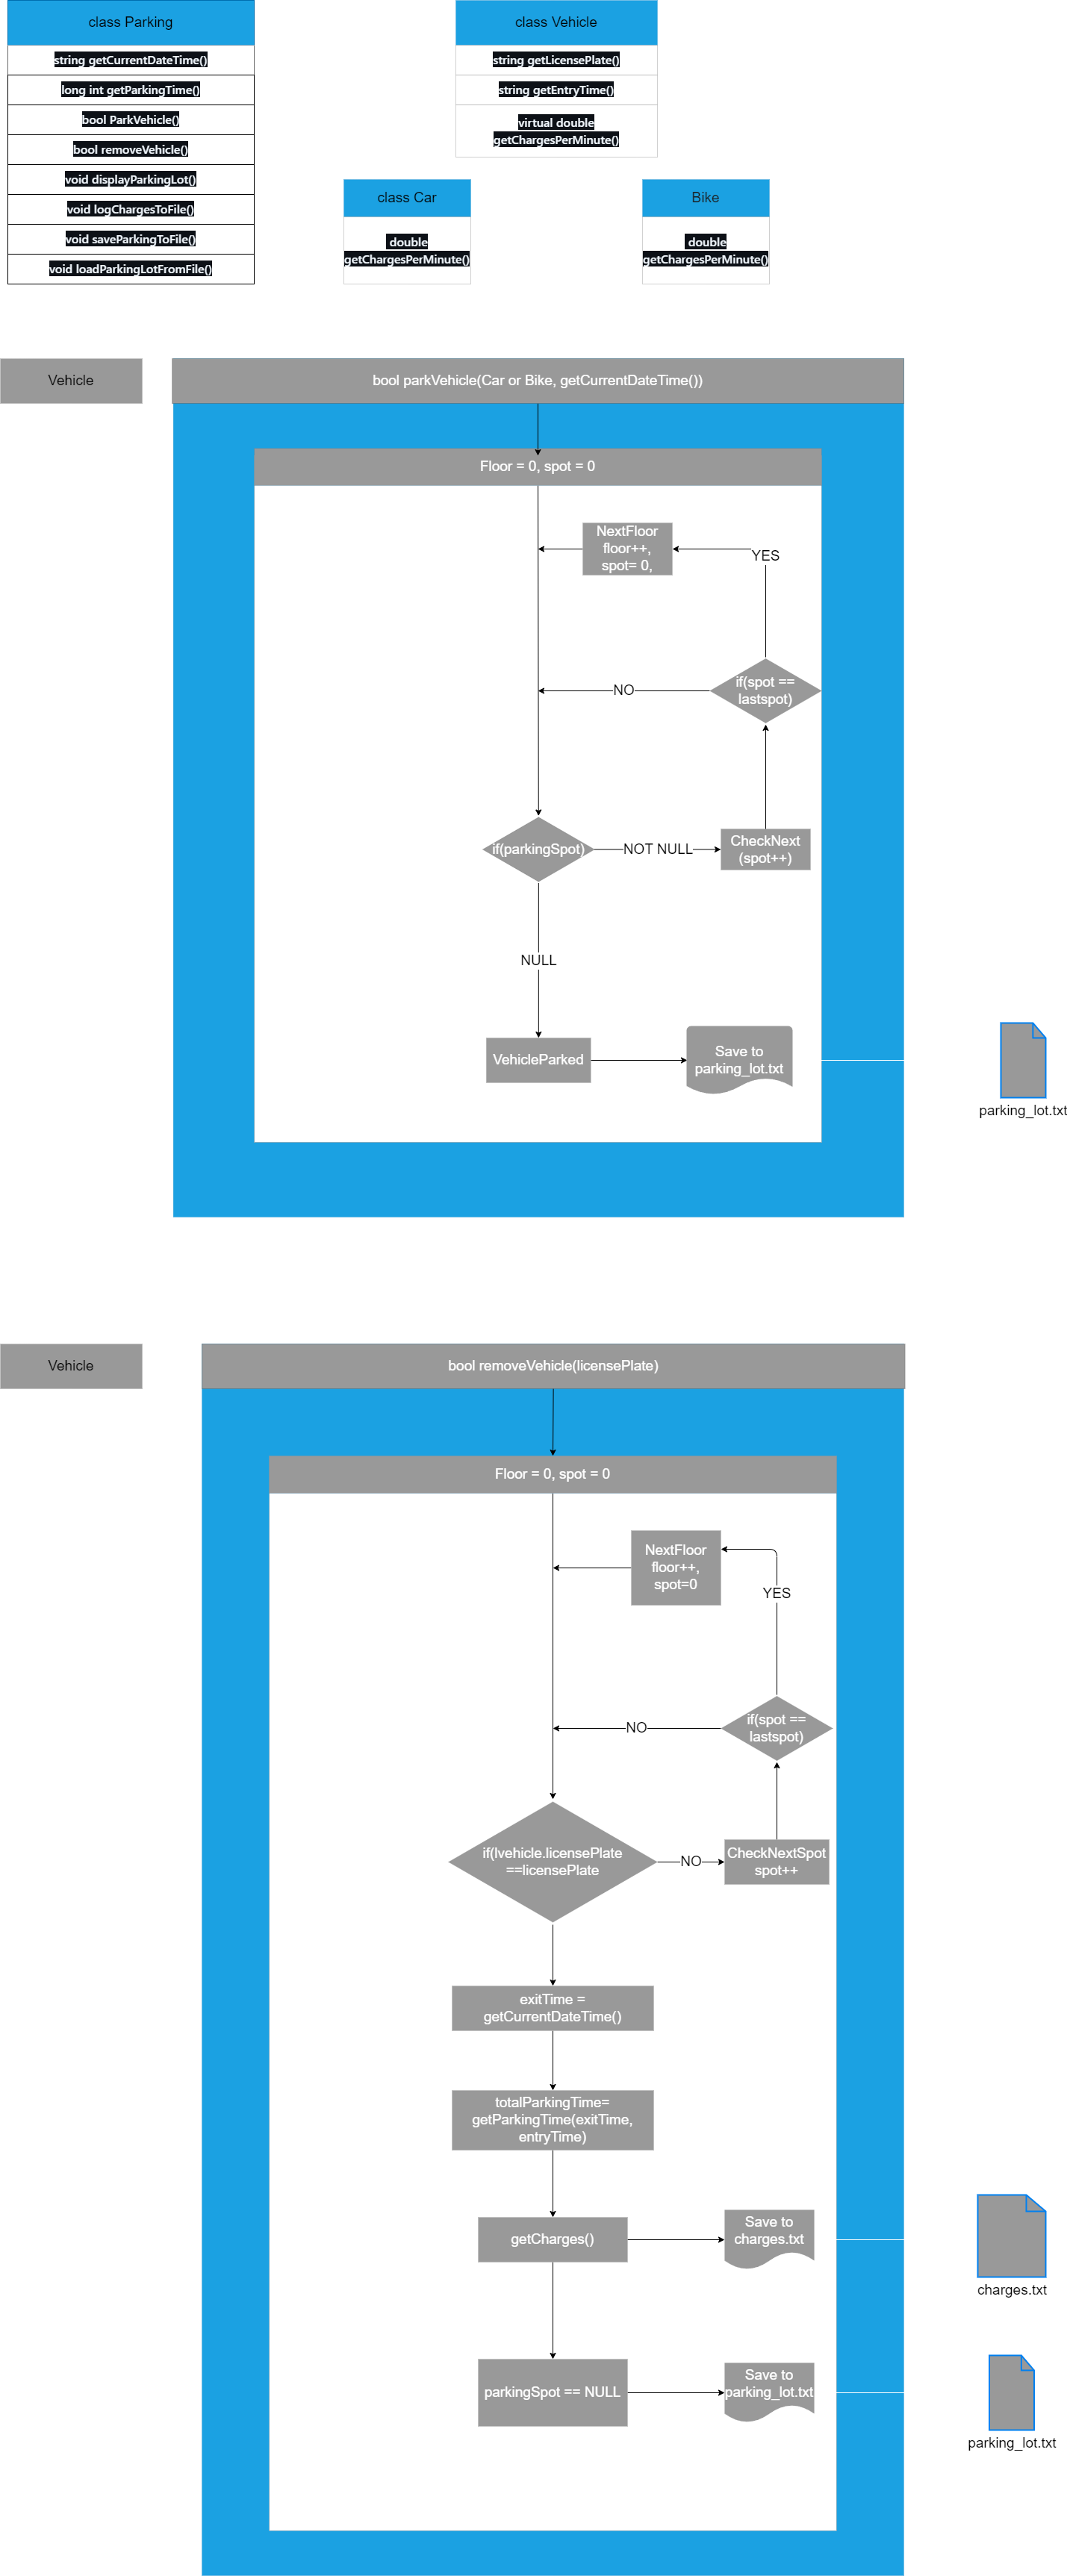 class Parking
string getCurrentDateTime()
long int getParkingTime()
bool ParkVehicle()
bool removeVehicle()
void displayParkingLot()
void logChargesToFile()
void saveParkingToFile()
void loadParkingLotFromFile()
class Vehicle
string getLicensePlate()
string getEntryTime()
virtual double
getChargesPerMinute()
class Car
double
getChargesPerMinute()
Bike
double
getChargesPerMinute()
Vehicle
bool parkVehicle(Car or Bike, getCurrentDateTime())
Floor = 0, spot = 0
NextFloor
floor++,
spot= 0,
YES
if(spot ==
lastspot)
NO
if(parkingSpot)
NOT NULL
CheckNext
(spot++)
NULL
VehicleParked
Save to
parking_lot.txt
parking_lot.txt
Vehicle
bool removeVehicle(licensePlate)
Floor = 0, spot = 0
NextFloor
floor++,
spot=0
YES
if(spot ==
lastspot)
NO
if(lvehicle.licensePlate
==licensePlate
NO
CheckNextSpot
spot++
exitTime =
getCurrentDateTime()
totalParkingTime=
getParkingTime(exitTime,
entryTime)
getCharges()
Save to
charges.txt
charges.txt
parkingSpot == NULL
Save to
parking_lot.txt
parking_lot.txt